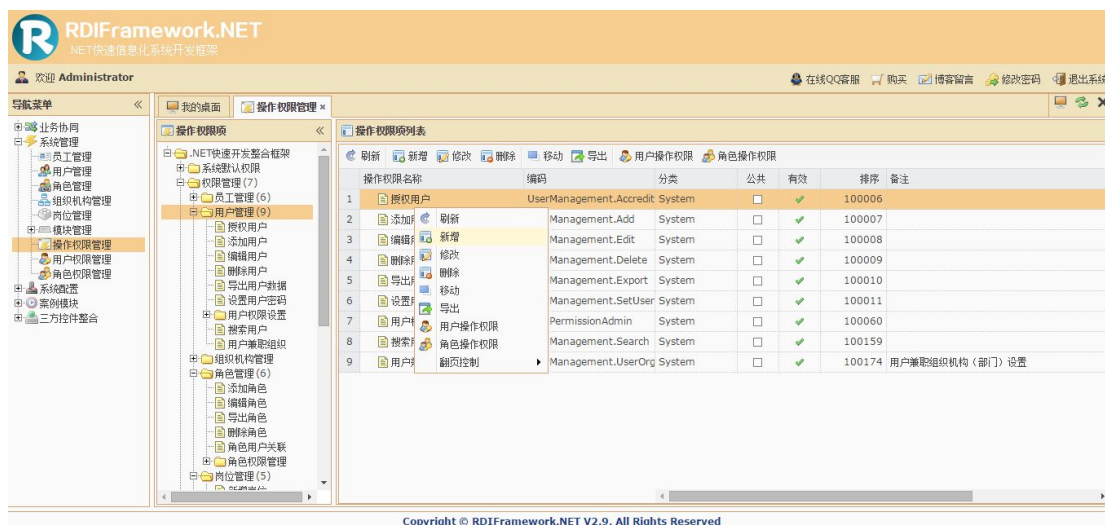 RDIFramework.NET
.NET快速信息化系统开发框架
欢迎 Administrator
在线QQ客服 购买 博客留言 修改密码 退出系统
导航菜单
业务协同
系统管理
员工管理
用户管理
角色管理
组织机构管理
岗位管理
模块管理
操作权限管理
用户权限管理
角色权限管理
系统配置
案例模块
三方控件整合
我的桌面 操作权限管理
操作权限项
.NET快速开发整合框架
系统默认权限
权限管理(7)
员工管理(6)
用户管理(9)
授权用户
添加用户
编辑用户
删除用户
导出用户数据
设置用户密码
用户权限设置
搜索用户
用户兼职组织
组织机构管理
角色管理(6)
添加角色
编辑角色
导出角色
删除角色
角色用户关联
角色权限管理
岗位管理(5)
操作权限项列表
刷新 新增 修改 删除 移动 导出 用户操作权限 角色操作权限
操作权限名称 编码 分类 公共 有效 排序 备注
1 授权用户 UserManagement.Accredit System 100006
2 添加 Management.Add System 100007
3 编辑 Management.Edit System 100008
4 删除 Management.Delete System 100009
5 导出 Management.Export System 100010
6 设置 Management.SetUser System 100011
7 用户 PermissionAdmin System 100060
8 搜索 Management.Search System 100159
9 用户 Management.UserOrg System 100174 用户兼职组织机构（部门）设置
刷新
新增
修改
删除
移动
导出
用户操作权限
角色操作权限
翻页控制
Copyright © RDIFramework.NET V2.9. All Rights Reserved